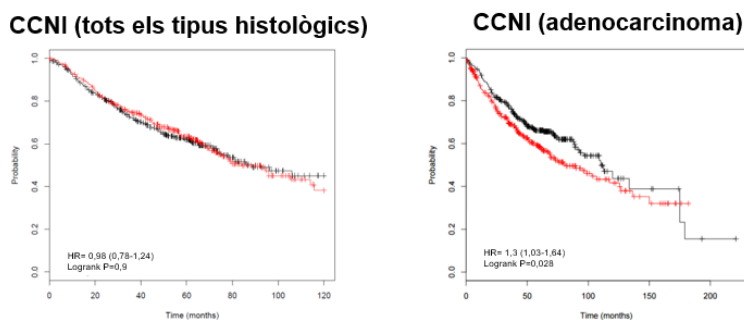 CCNI (tots els tipus histològics)
1.0
0.8
0.6
0.4
0.2
0.0
Probability
HR= 0,98 (0,78-1,24)
Logrank P=0,9
0 20 40 60 80 100 120
Time (months)
CCNI (adenocarcinoma)
1.0
0.8
0.6
0.4
0.2
0.0
Probability
HR= 1,3 (1,03-1,64)
Logrank P=0,028
0 50 100 150 200
Time (months)